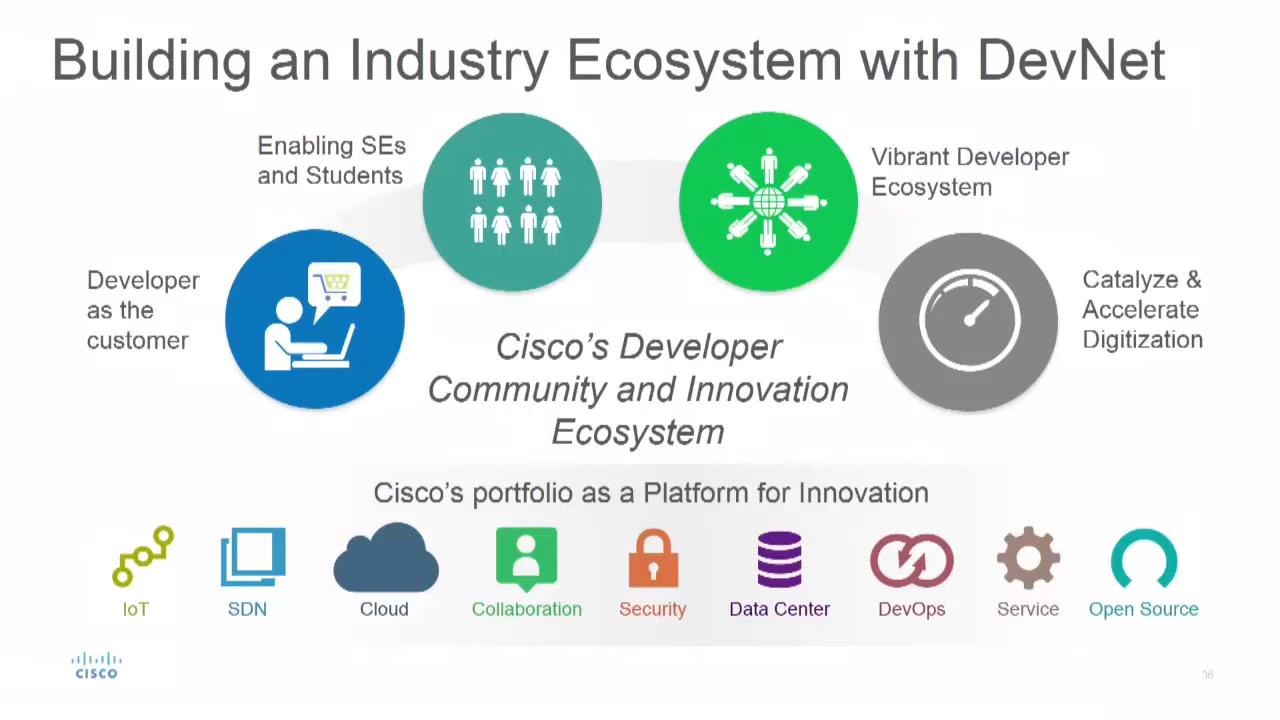 Building an Industry Ecosystem with DevNet
Enabling SEs
and Students
Vibrant Developer
Ecosystem
Developer
as the
customer
Catalyze &
Accelerate
Digitization
Cisco's Developer
Community and Innovation
Ecosystem
Cisco's portfolio as a Platform for Innovation
IoT
SDN
Cloud
Collaboration
Security
Data Center
DevOps
Service
Open Source
CISCO